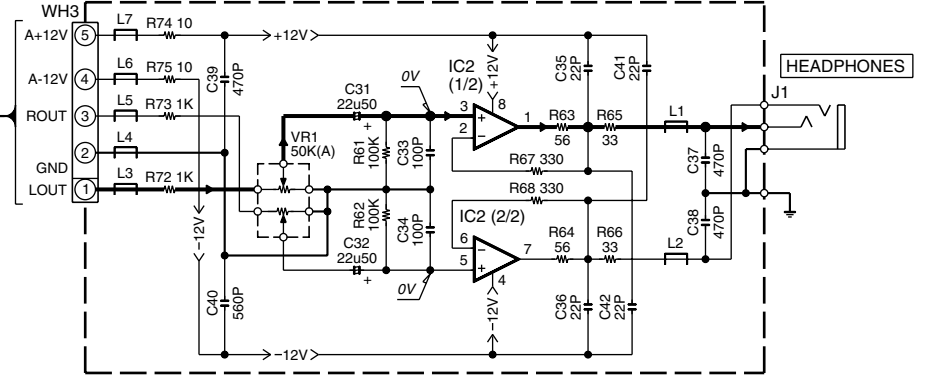 WH3
A+12V
5
L7
R74 10
+12V
A-12V
4
L6
R75 10
ROUT
3
L5
R73 1K
2
L4
GND
LOUT
1
L3
R72 1K
C39
470P
-12V
C40
560P
VR1
50K(A)
C31
22u50
+
R61
100K
C33
100P
0V
R62
100K
C34
100P
C32
22u50
+
0V
IC2
(1/2)
+12V
8
3
+
2
−
1
R63
56
R65
33
C35
22P
C41
22P
L1
R67 330
R68 330
IC2 (2/2)
6
−
5
+
7
4
−12V
R64
56
R66
33
C36
22P
C42
22P
L2
C37
470P
C38
470P
−12V
HEADPHONES
J1